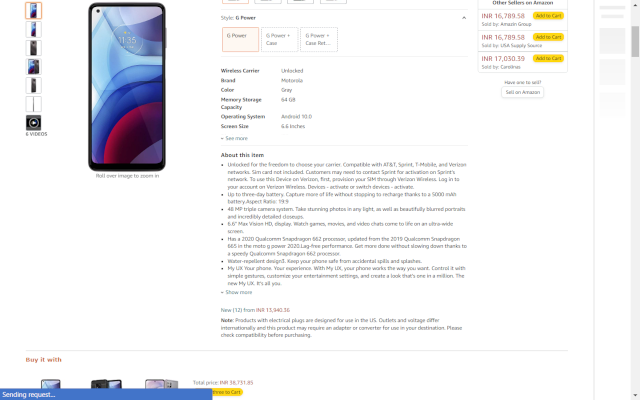 Other Sellers on Amazon
INR 16,789.58
Add to Cart
Sold by: Amazin Group
INR 16,789.58
Add to Cart
Sold by: USA Supply Source
INR 17,030.39
Add to Cart
Sold by: Carolinas.
Have one to sell?
Sell on Amazon
Style: G Power
G Power
G Power +
Case
G Power +
Case Ret...
Wireless Carrier Unlocked
Brand Motorola
Color Gray
Memory Storage
Capacity
64 GB
Operating System Android 10.0
Screen Size 6.6 Inches
See more
11:35
6 VIDEOS
Roll over image to zoom in
About this item
Unlocked for the freedom to choose your carrier. Compatible with AT&T, Sprint, T-Mobile, and Verizon
networks. Sim card not included. Customers may need to contact Sprint for activation on Sprint's
network. To use this Device on Verizon, first, provision your SIM through Verizon Wireless. Log in to
your account on Verizon Wireless. Devices - activate or switch devices - activate.
Up to three-day battery. Capture more of life without stopping to recharge thanks to a 5000 mAh
battery.Aspect Ratio: 19:9
48 MP triple camera system. Take stunning photos in any light, as well as beautifully blurred portraits
and incredibly detailed closeups.
6.6" Max Vision HD, display. Watch games, movies, and video chats come to life on an ultra-wide
screen.
Has a 2020 Qualcomm Snapdragon 662 processor, updated from the 2019 Qualcomm Snapdragon
665 in the moto g power 2020.Lag-free performance. Get more done without slowing down thanks to
a speedy Qualcomm Snapdragon 662 processor.
Water-repellent design3. Keep your phone safe from accidental spills and splashes.
My UX Your phone. Your experience. With My UX, your phone works the way you want. Control it with
simple gestures, customize your entertainment settings, and create a look that's one in a million. The
new My UX. It's all you.
Show more
New (12) from INR 13,940.36
Note: Products with electrical plugs are designed for use in the US. Outlets and voltage differ
internationally and this product may require an adapter or converter for use in your destination. Please
check compatibility before purchasing.
Buy it with
Total price: INR 38,731.85
three to Cart
Sending request...